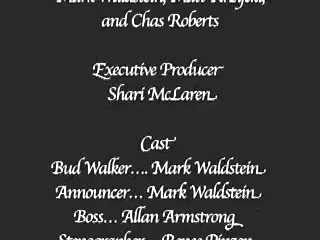 and Chas Roberts
Executive Producer
Shari McLaren
Cast
Bud Walker.... Mark Waldstein
Announcer... Mark Waldstein
Boss... Allan Armstrong